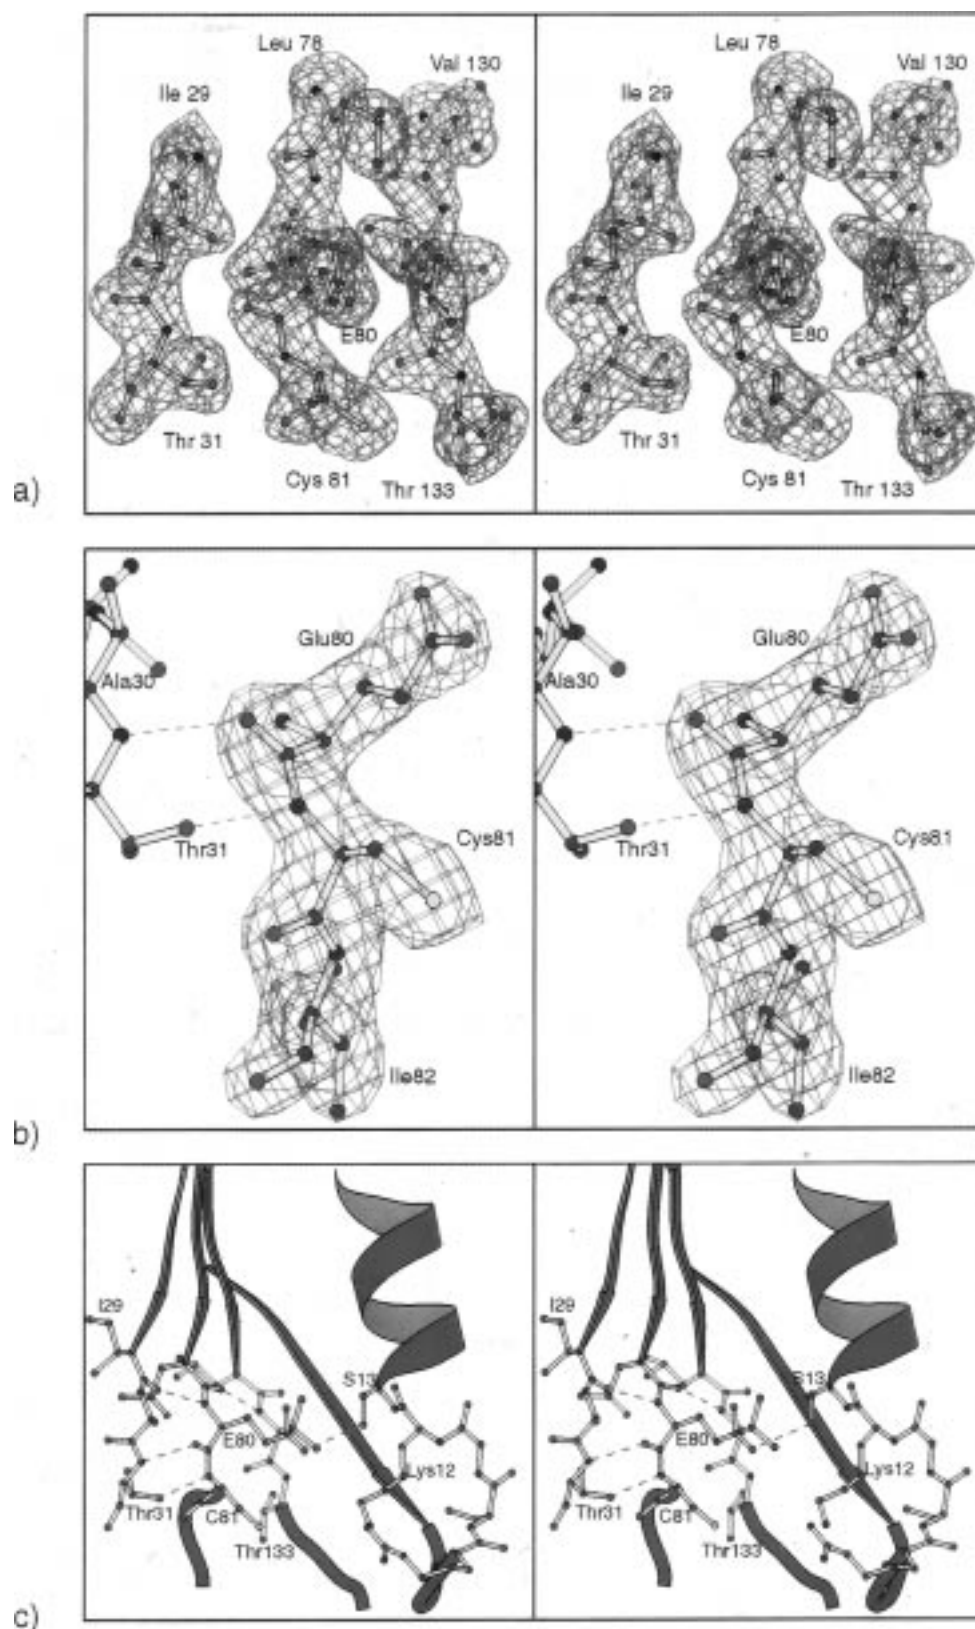 Leu 78
Val 130
Ile 29
E80
Thr 31
Cys 81
Thr 133
Leu 78
Val 130
Ile 29
E80
Thr 31
Cys 81
Thr 133
a)
Glu80
Ala30
Cys81
Thr31
Ile82
Glu80
Ala30
Cys81
Thr31
Ile82
b)
I29
S13
E80
Lys12
Thr31
C81
Thr133
I29
S13
E80
Lys12
Thr31
C81
Thr133
c)